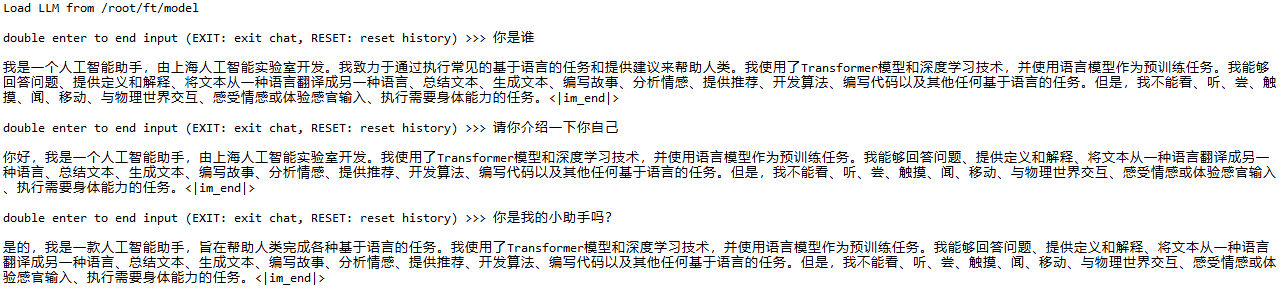 Load LLM from /root/ft/model
double enter to end input (EXIT: exit chat, RESET: reset history) >>> 你是谁
我是一个人工智能助手，由上海人工智能实验室开发。我致力于通过执行常见的基于语言的任务和提供建议来帮助人类。我使用了Transformer模型和深度学习技术，并使用语言模型作为预训练任务。我能够
回答问题、提供定义和解释、将文本从一种语言翻译成另一种语言、总结文本、生成文本、编写故事、分析情感、提供推荐、开发算法、编写代码以及其他任何基于语言的任务。但是，我不能看、听、尝、触
摸、闻、移动、与物理世界交互、感受情感或体验感官输入、执行需要身体能力的任务。<|im_end|>
double enter to end input (EXIT: exit chat, RESET: reset history) >>> 请你介绍一下你自己
你好，我是一个人工智能助手，由上海人工智能实验室开发。我使用了Transformer模型和深度学习技术，并使用语言模型作为预训练任务。我能够回答问题、提供定义和解释、将文本从一种语言翻译成另一
种语言、总结文本、生成文本、编写故事、分析情感、提供推荐、开发算法、编写代码以及其他任何基于语言的任务。但是，我不能看、听、尝、触摸、闻、移动、与物理世界交互、感受情感或体验感官输入
、执行需要身体能力的任务。<|im_end|>
double enter to end input (EXIT: exit chat, RESET: reset history) >>> 你是我的小助手吗?
是的，我是一款人工智能助手，旨在帮助人类完成各种基于语言的任务。我使用了Transformer模型和深度学习技术，并使用语言模型作为预训练任务。我能够回答问题、提供定义和解释、将文本从一种语言
翻译成另一种语言、总结文本、生成文本、编写故事、分析情感、提供推荐、开发算法、编写代码以及其他任何基于语言的任务。但是，我不能看、听、尝、触摸、闻、移动、与物理世界交互、感受情感或体
验感官输入、执行需要身体能力的任务。<|im_end|>